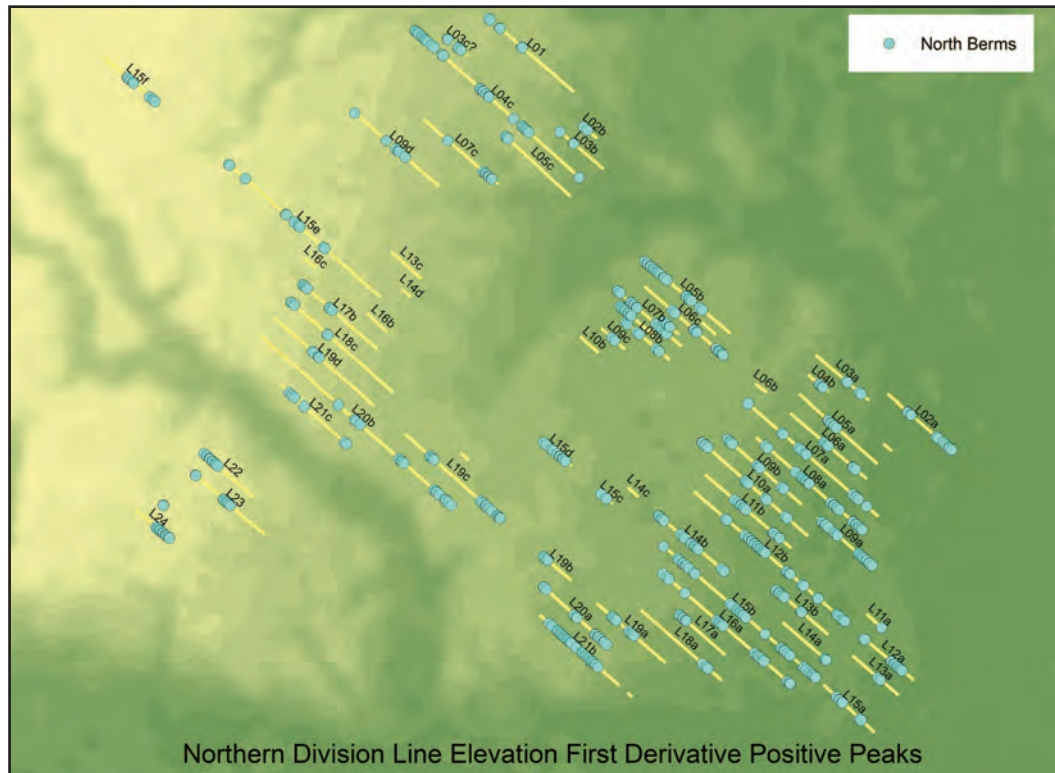 North Berms
L01
L03c?
L15f
L04c
L02b
L03b
L07c
L05c
L09d
L15e
L13c
L16c
L14d
L05b
L17b
L16b
L07b
L06c
L18c
L08b
L09c
L10b
L19d
L03a
L04b
L06b
L02a
L21c
L20b
L05a
L06a
L07a
L15d
L22
L19c
L09b
L08a
L10a
L14c
L15c
L23
L11b
L24
L09a
L14b
L12b
L19b
L15b
L13b
L20a
L16a
L11a
L19a
L17a
L14a
L18a
L21b
L12a
L13a
L15a
Northern Division Line Elevation First Derivative Positive Peaks